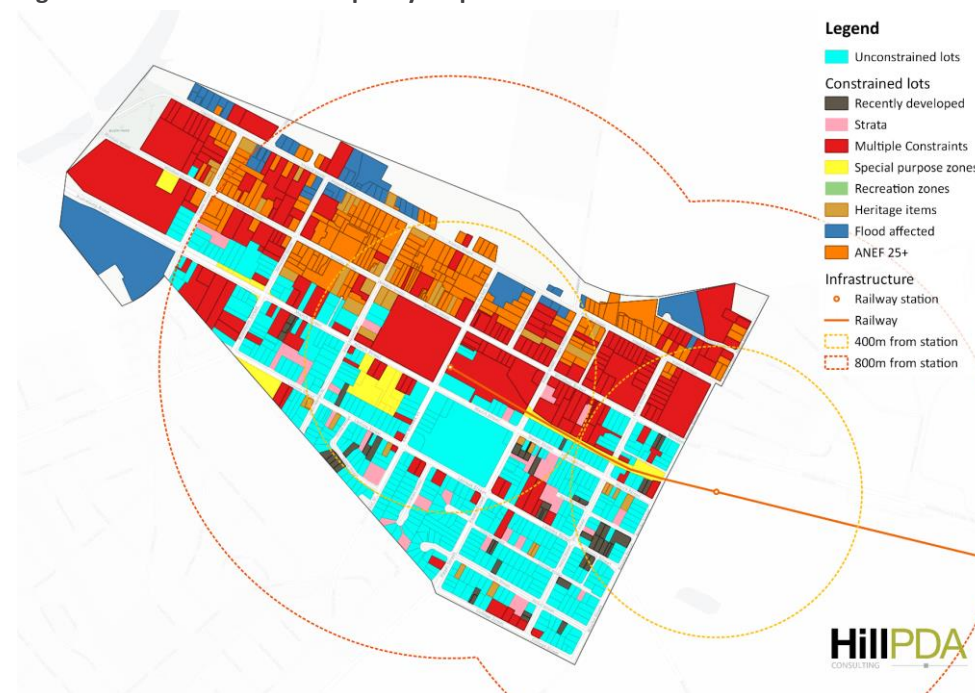 Legend
Unconstrained lots
Constrained lots
Recently developed
Strata
Multiple Constraints
Special purpose zones
Recreation zones
Heritage items
Flood affected
ANEF 25+
Infrastructure
Railway station
Railway
400m from station
800m from station
HillPDA
CONSULTING